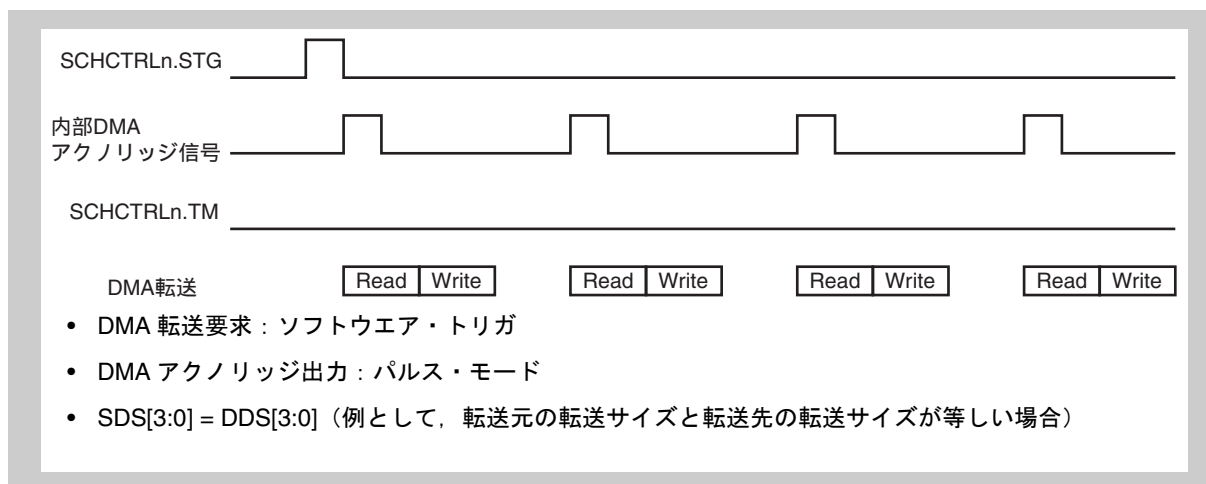 SCHCTRLn.STG
内部DMA
アクノリッジ信号
SCHCTRLn.TM
DMA転送 Read Write Read Write Read Write Read Write
• DMA 転送要求：ソフトウエア・トリガ
• DMA アクノリッジ出力：パルス・モード
• SDS[3:0] = DDS[3:0]（例として，転送元の転送サイズと転送先の転送サイズが等しい場合）